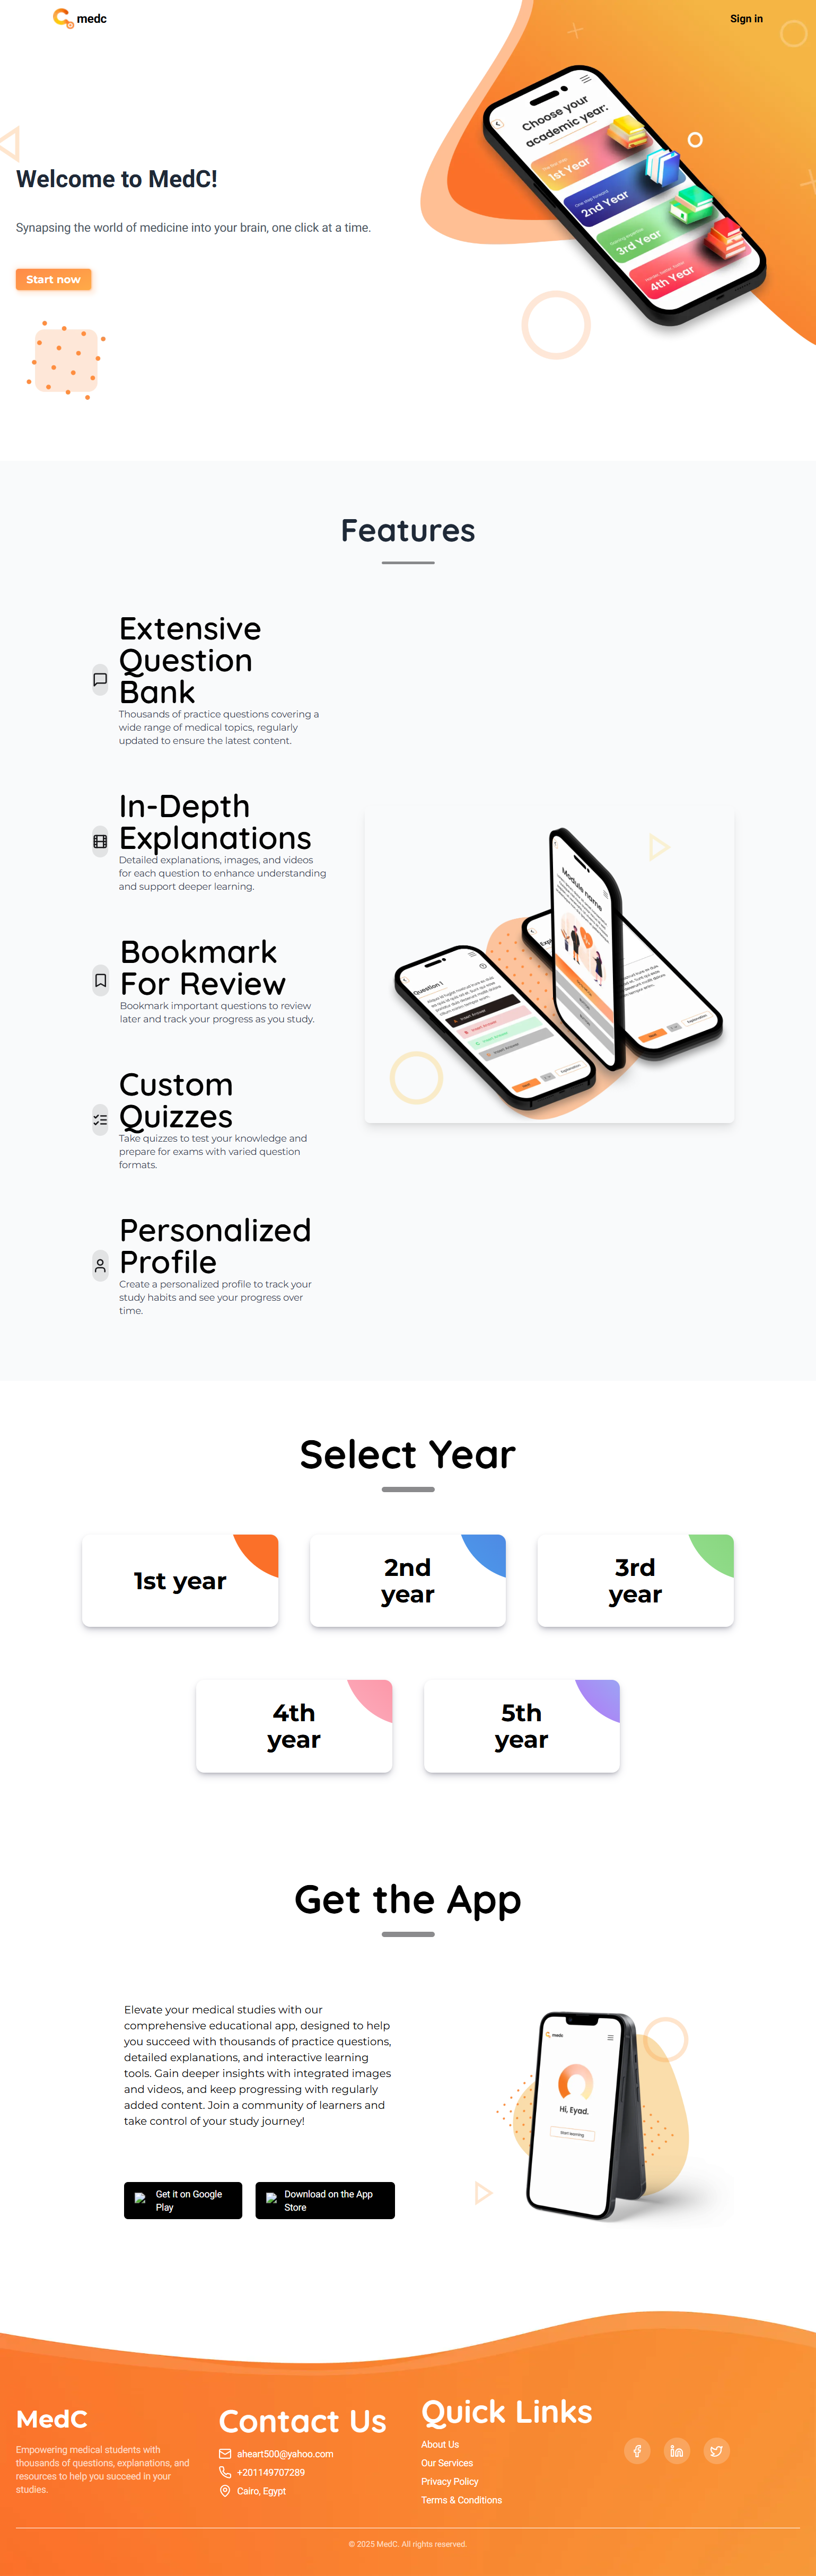 medc
Sign in
Choose your
academic year:
1st Year
2nd Year
3rd Year
4th Year
Welcome to MedC!
Synapsing the world of medicine into your brain, one click at a time.
Start now
Features
Extensive
Question
Bank
Thousands of practice questions covering a
wide range of medical topics, regularly
updated to ensure the latest content.
In-Depth
Explanations
Detailed explanations, images, and videos
for each question to enhance understanding
and support deeper learning.
Module name
Question 1
Bookmark
For Review
Bookmark important questions to review
later and track your progress as you study.
Custom
Quizzes
Take quizzes to test your knowledge and
prepare for exams with varied question
formats.
Personalized
Profile
Create a personalized profile to track your
study habits and see your progress over
time.
Select Year
1st year
2nd
year
3rd
year
4th
year
5th
year
Get the App
Elevate your medical studies with our
comprehensive educational app, designed to help
you succeed with thousands of practice questions,
detailed explanations, and interactive learning
tools. Gain deeper insights with integrated images
and videos, and keep progressing with regularly
added content. Join a community of learners and
take control of your study journey!
Get it on Google
Play
Download on the App
Store
medc
Hi, Eyad.
Start learning
MedC
Empowering medical students with
thousands of questions, explanations, and
resources to help you succeed in your
studies.
Contact Us
aheart500@yahoo.com
+201149707289
Cairo, Egypt
Quick Links
About Us
Our Services
Privacy Policy
Terms & Conditions
© 2025 MedC. All rights reserved.